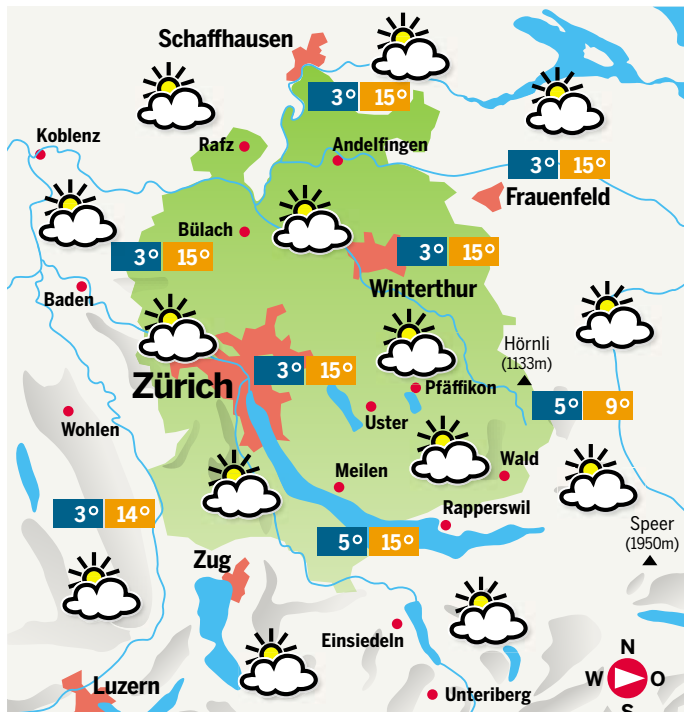 Schaffhausen
3° 15°
Koblenz
Rafz
Andelfingen
3° 15°
Frauenfeld
Bülach
3° 15°
3° 15°
Winterthur
Baden
Hörnli
(1133m)
3° 15°
Zürich
Pfäffikon
5° 9°
Uster
Wohlen
Wald
Meilen
Rapperswil
3° 14°
Speer
(1950m)
5° 15°
Zug
Einsiedeln
N
W O
S
Luzern
Unteriberg